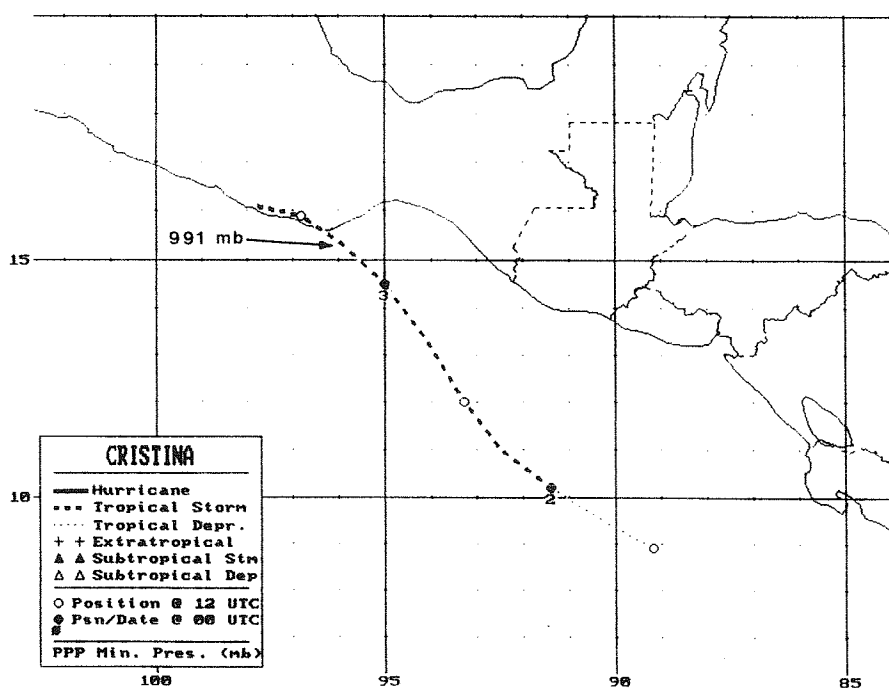 991 mb
15
3
10
2
CRISTINA
Hurricane
Tropical Storm
Tropical Depr.
+ + Extratropical
▲ ▲ Subtropical Stm
△ △ Subtropical Dep
○ Position @ 12 UTC
● Psn/Date @ 00 UTC
#
PPP Min. Pres. (mb)
100
95
90
85